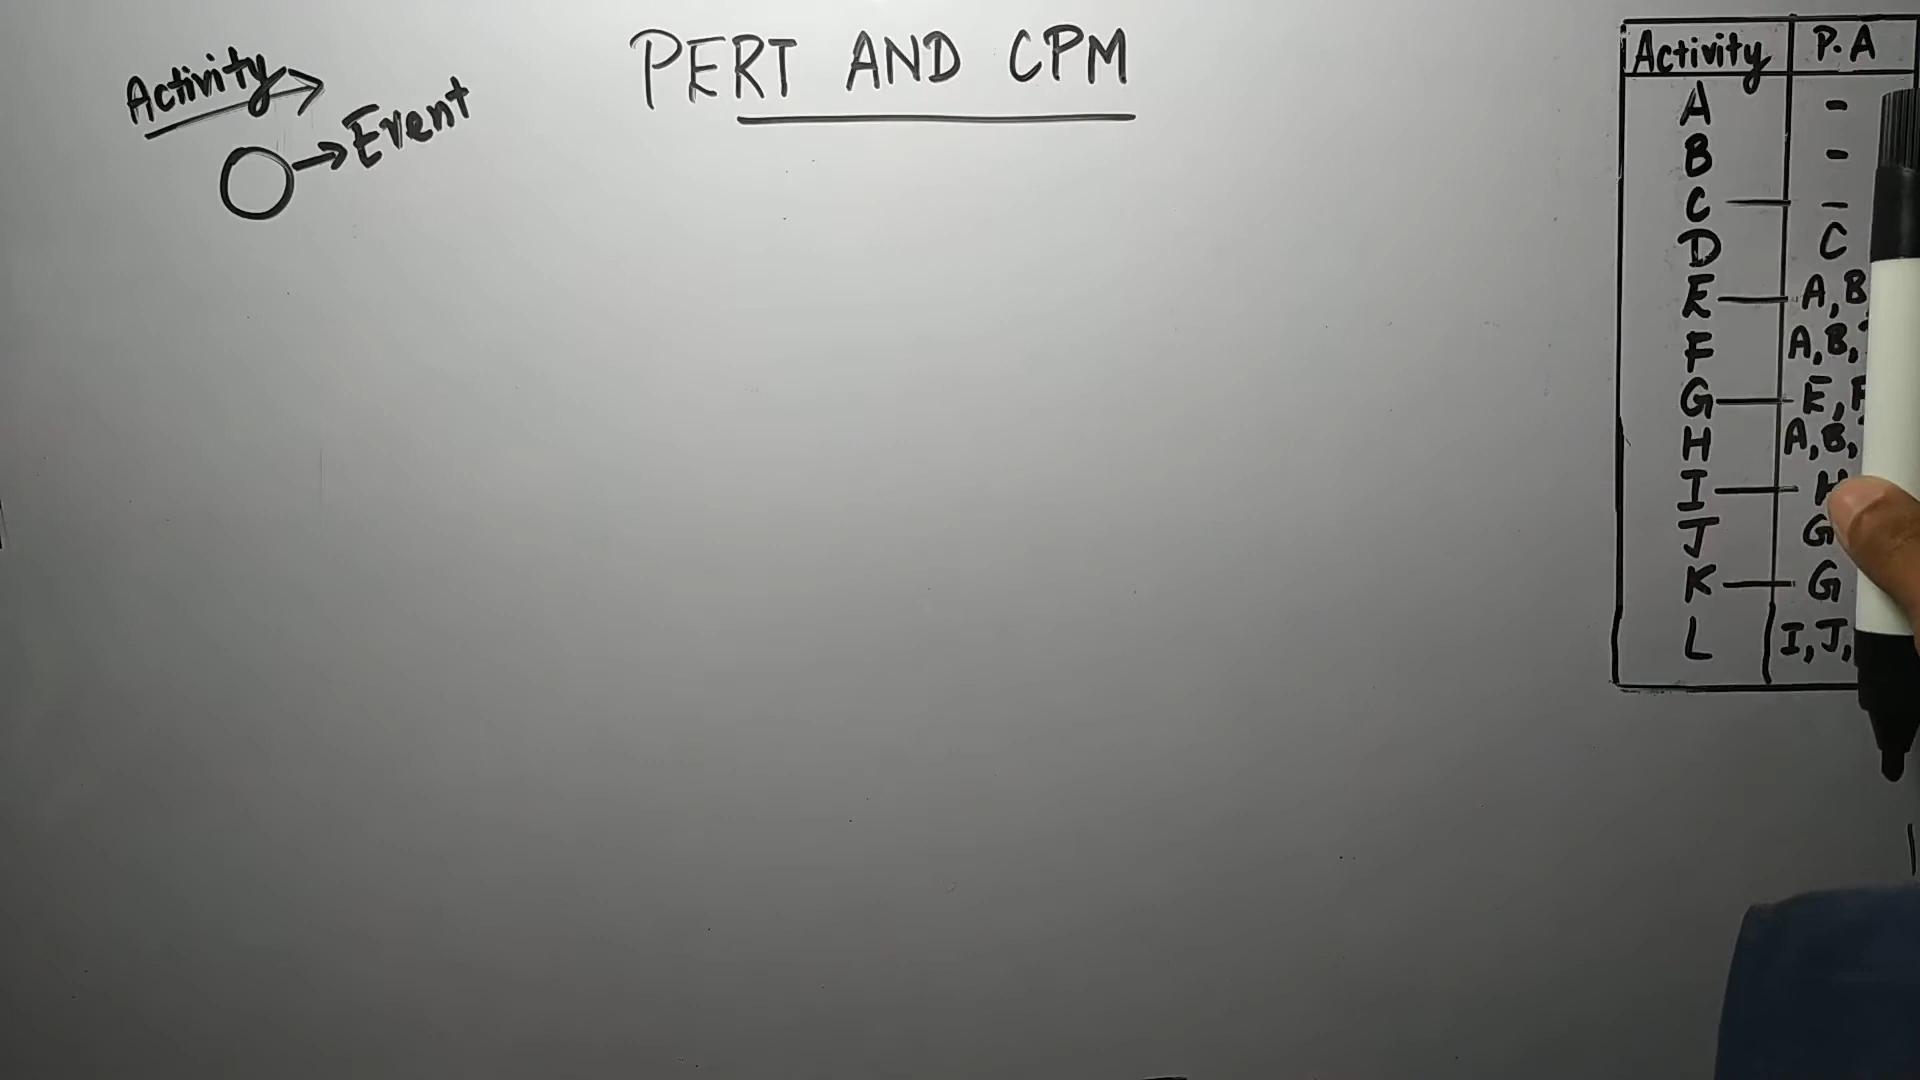 PERT AND CPM
Activity
Event
Activity P.A
A -
B -
C - -
D C
E - A, B
F A, B,
G - E,
H A, B,
I - H
J G
K - G
L I, J,